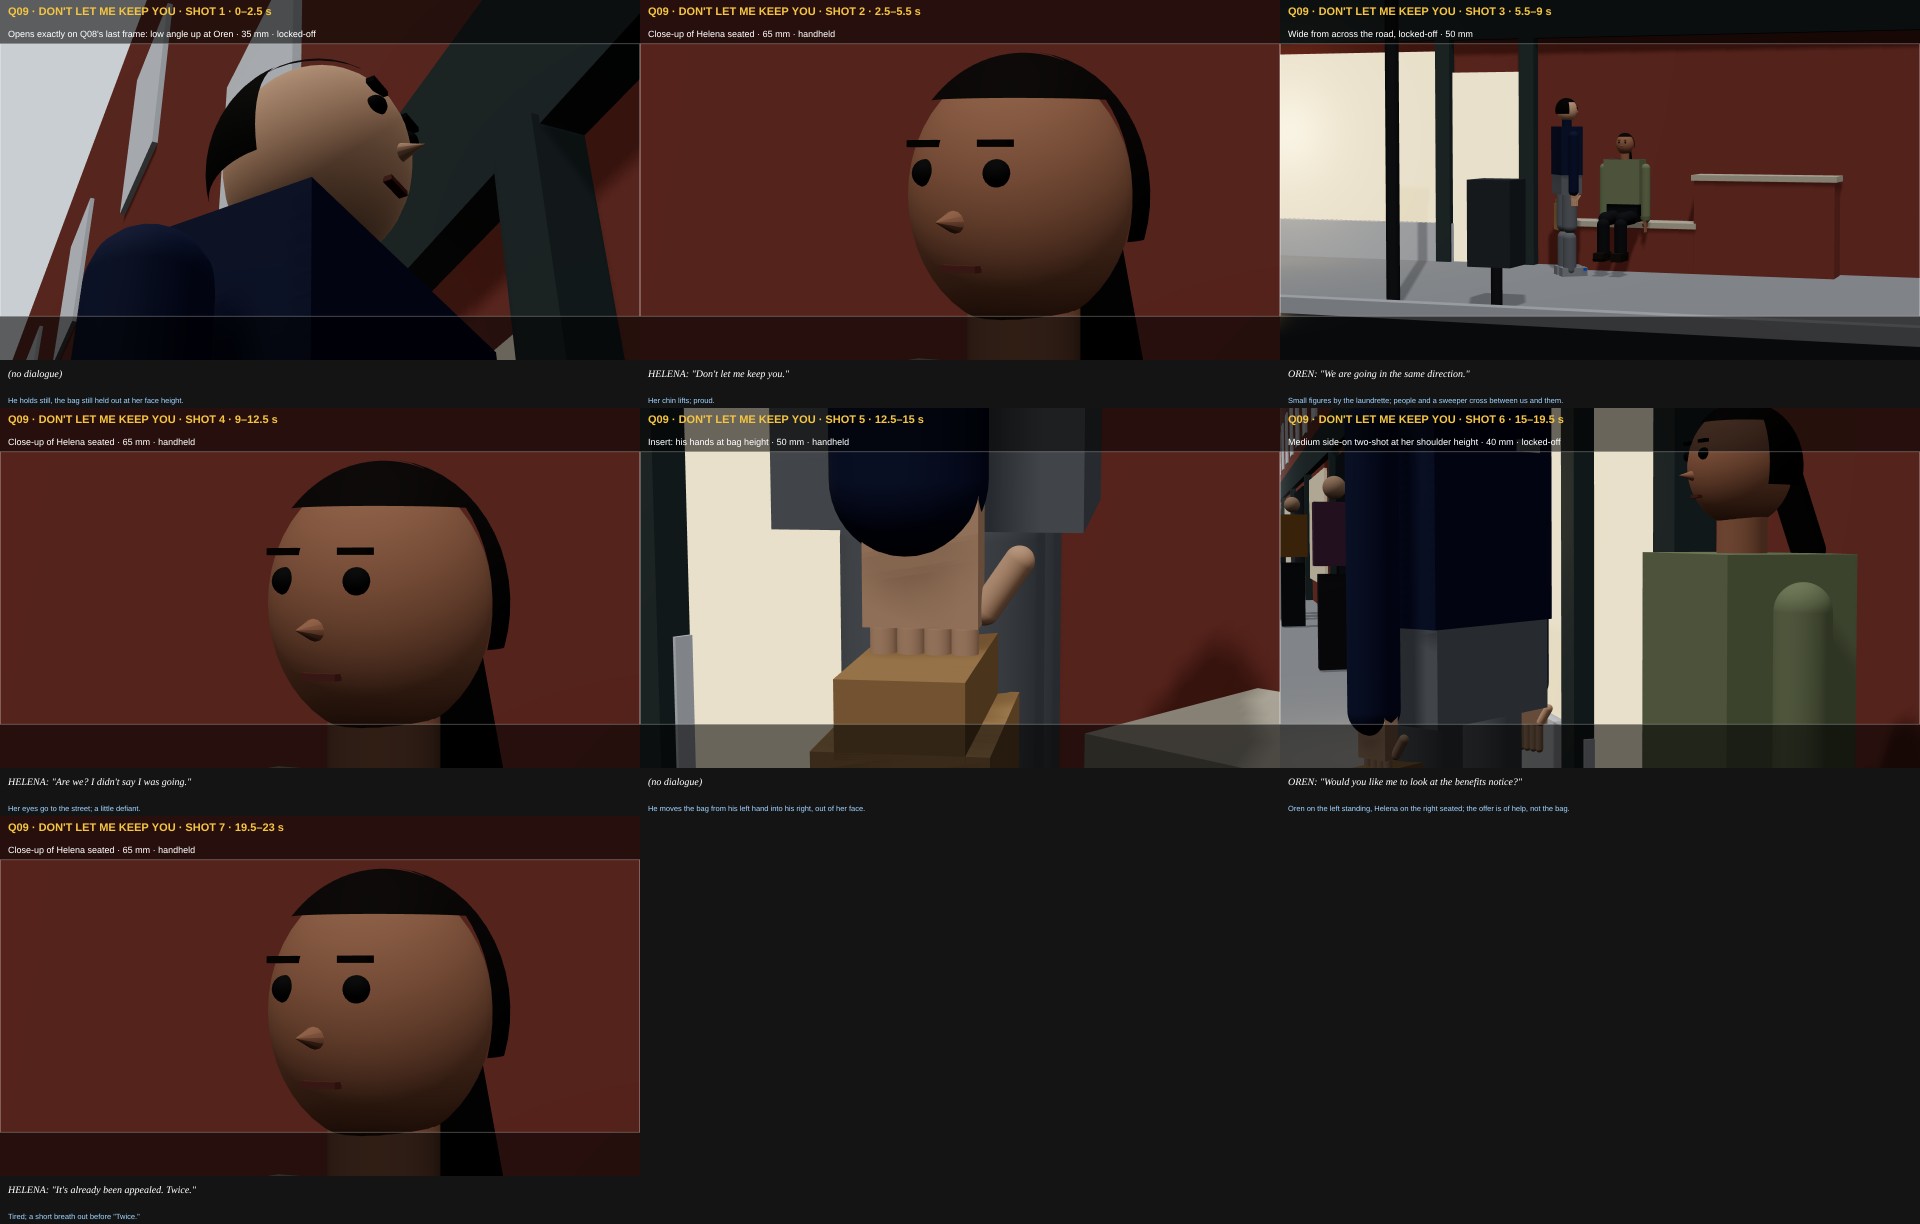 Q09 · DON'T LET ME KEEP YOU · SHOT 1 · 0–2.5 s
Opens exactly on Q08's last frame: low angle up at Oren · 35 mm · locked-off
(no dialogue)
He holds still, the bag still held out at her face height.
Q09 · DON'T LET ME KEEP YOU · SHOT 2 · 2.5–5.5 s
Close-up of Helena seated · 65 mm · handheld
HELENA: "Don't let me keep you."
Her chin lifts; proud.
Q09 · DON'T LET ME KEEP YOU · SHOT 3 · 5.5–9 s
Wide from across the road, locked-off · 50 mm
OREN: "We are going in the same direction."
Small figures by the laundrette; people and a sweeper cross between us and them.
Q09 · DON'T LET ME KEEP YOU · SHOT 4 · 9–12.5 s
Close-up of Helena seated · 65 mm · handheld
HELENA: "Are we? I didn't say I was going."
Her eyes go to the street; a little defiant.
Q09 · DON'T LET ME KEEP YOU · SHOT 5 · 12.5–15 s
Insert: his hands at bag height · 50 mm · handheld
(no dialogue)
He moves the bag from his left hand into his right, out of her face.
Q09 · DON'T LET ME KEEP YOU · SHOT 6 · 15–19.5 s
Medium side-on two-shot at her shoulder height · 40 mm · locked-off
OREN: "Would you like me to look at the benefits notice?"
Oren on the left standing, Helena on the right seated; the offer is of help, not the bag.
Q09 · DON'T LET ME KEEP YOU · SHOT 7 · 19.5–23 s
Close-up of Helena seated · 65 mm · handheld
HELENA: "It's already been appealed. Twice."
Tired; a short breath out before "Twice."